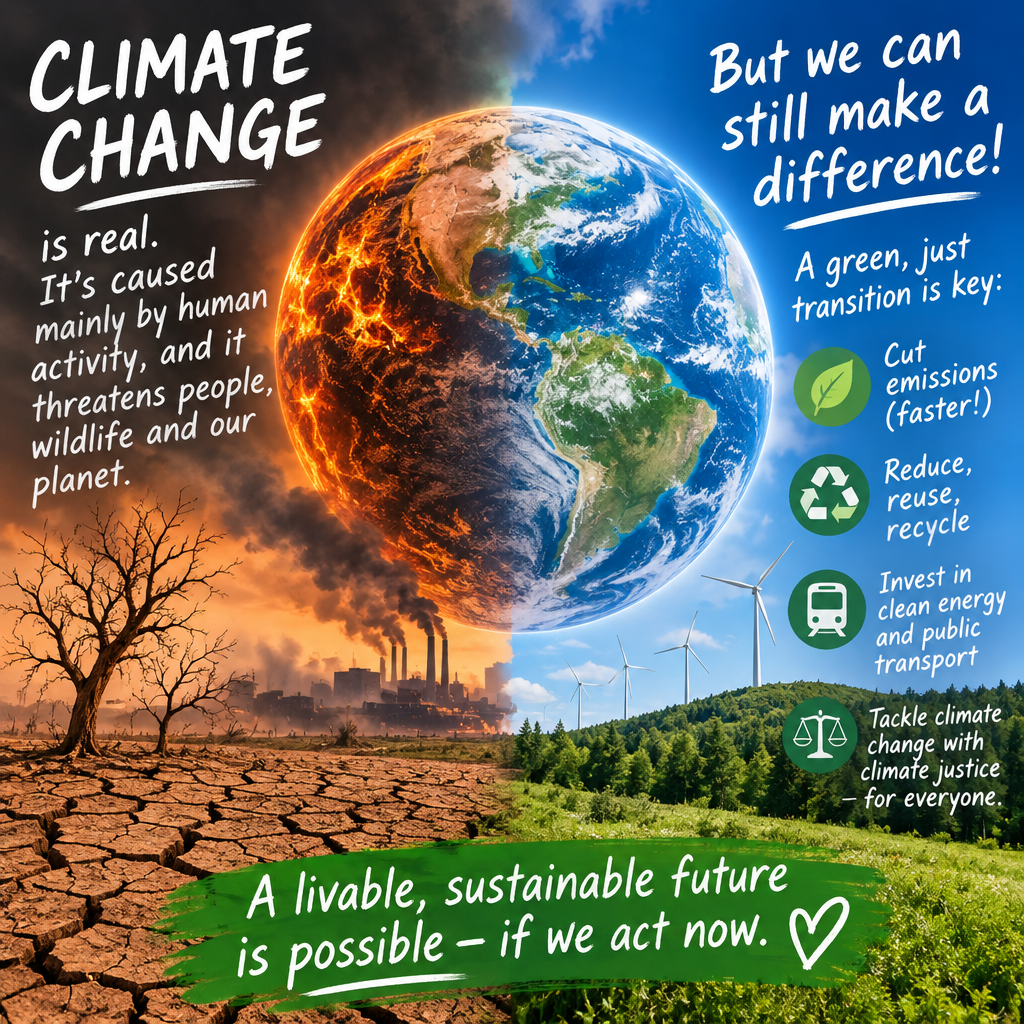 CLIMATE
CHANGE
is real.
It's caused
mainly by human
activity, and it
threatens people,
wildlife and our
planet.
But we can
still make a
difference!
A green, just
transition is key:
Cut
emissions
(faster!)
Reduce,
reuse,
recycle
Invest in
clean energy
and public
transport
Tackle climate
change with
climate justice
– for everyone.
A livable, sustainable future
is possible – if we act now.